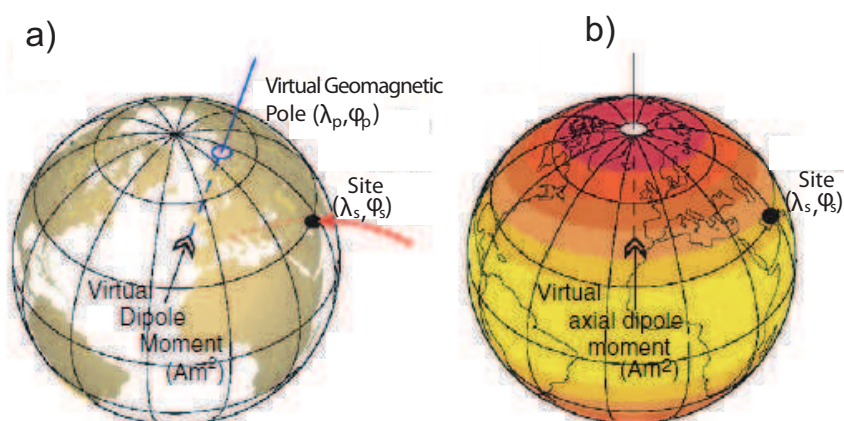 a)
Virtual Geomagnetic
Pole (λp,φp)
Site
(λs,φs)
Virtual
Dipole
Moment
(Am²)
b)
Site
(λs,φs)
Virtual
axial dipole
moment
(Am²)